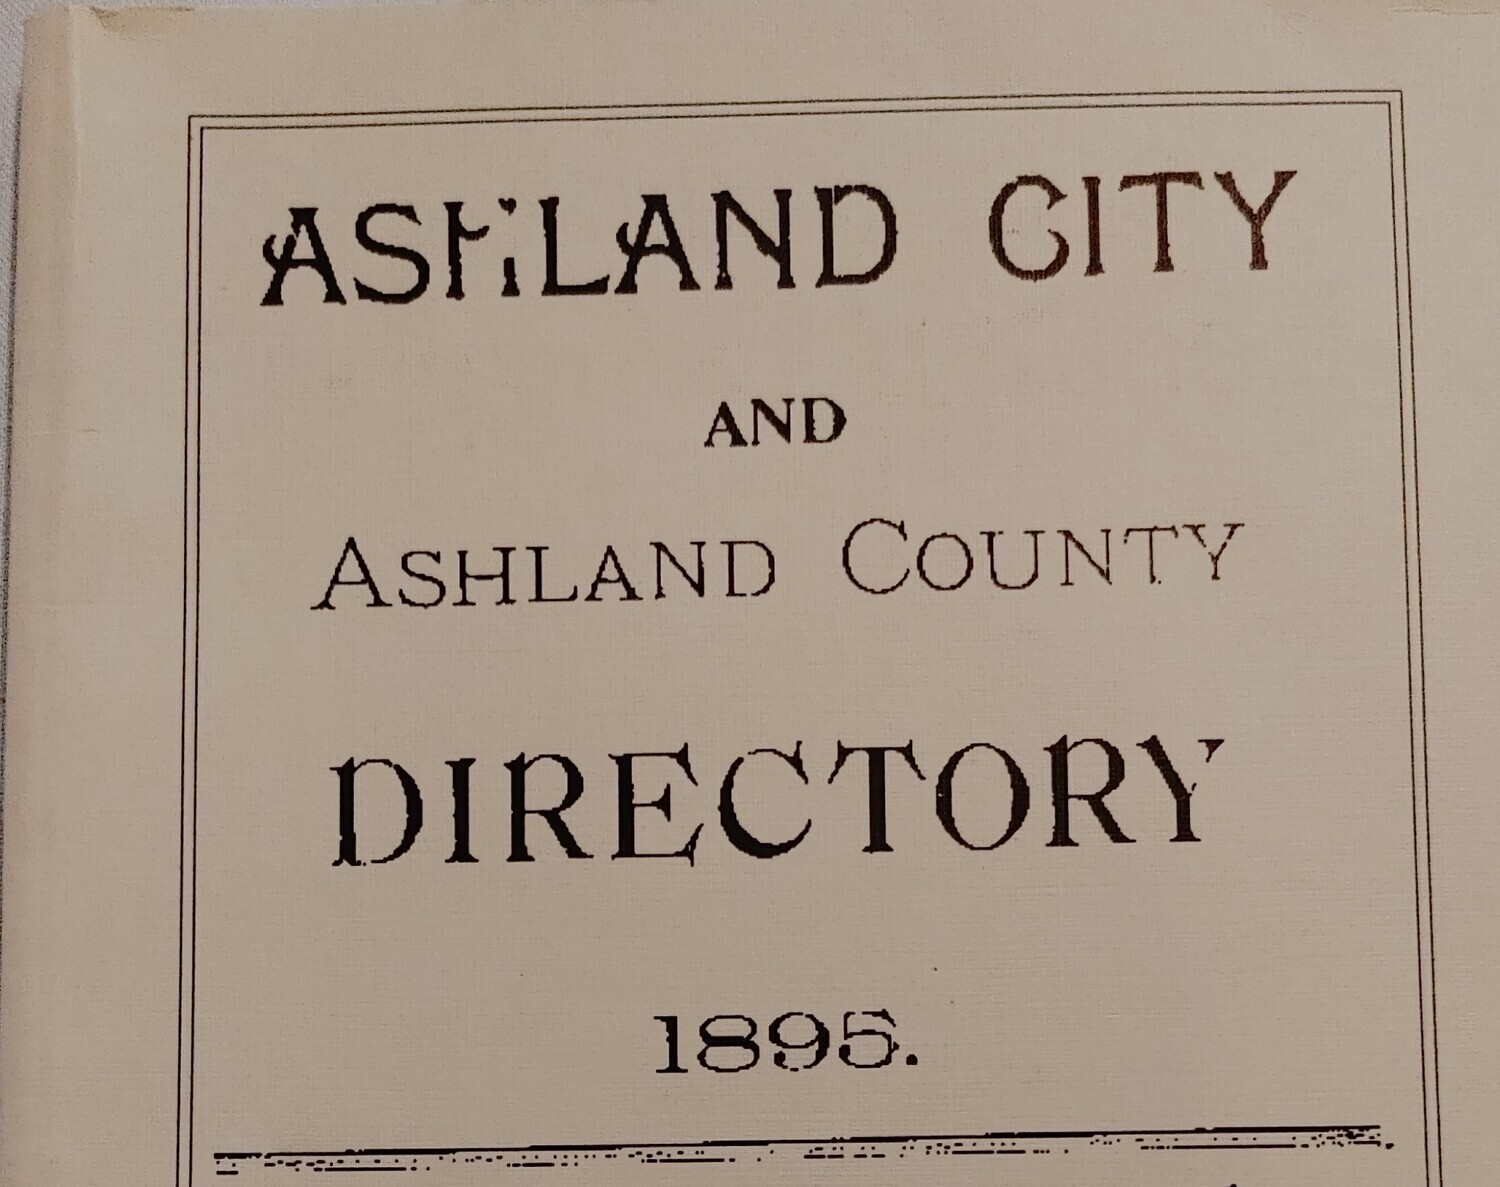 ASHLAND CITY
AND
ASHLAND COUNTY
DIRECTORY
1895.